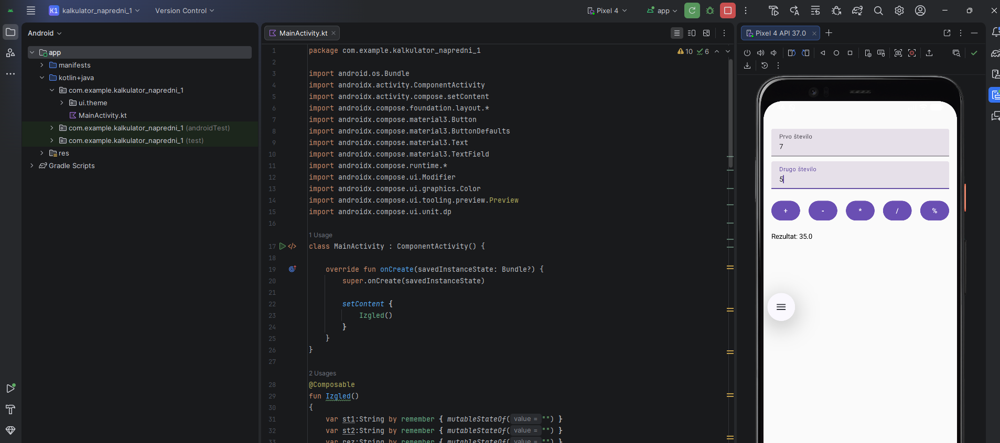 K1 kalkulator_napredni_1 Version Control Pixel 4 app
Android
app
manifests
kotlin+java
com.example.kalkulator_napredni_1
ui.theme
MainActivity.kt
com.example.kalkulator_napredni_1 (androidTest)
com.example.kalkulator_napredni_1 (test)
res
Gradle Scripts
MainActivity.kt
10 6
1 package com.example.kalkulator_napredni_1
2
3 import android.os.Bundle
4 import androidx.activity.ComponentActivity
5 import androidx.activity.compose.setContent
6 import androidx.compose.foundation.layout.*
7 import androidx.compose.material3.Button
8 import androidx.compose.material3.ButtonDefaults
9 import androidx.compose.material3.Text
10 import androidx.compose.material3.TextField
11 import androidx.compose.runtime.*
12 import androidx.compose.ui.Modifier
13 import androidx.compose.ui.graphics.Color
14 import androidx.compose.ui.tooling.preview.Preview
15 import androidx.compose.ui.unit.dp
16
1 Usage
17 class MainActivity : ComponentActivity() {
18
19 override fun onCreate(savedInstanceState: Bundle?) {
20 super.onCreate(savedInstanceState)
21
22 setContent {
23 Izgled()
24 }
25 }
26 }
27
2 Usages
28 @Composable
29 fun Izgled()
30 {
31 var st1:String by remember { mutableStateOf( value = "") }
32 var st2:String by remember { mutableStateOf( value = "") }
33 var rez:String by remember { mutableStateOf( value = "") }
Pixel 4 API 37.0
Prvo število
7
Drugo število
5
+ - * / %
Rezultat: 35.0